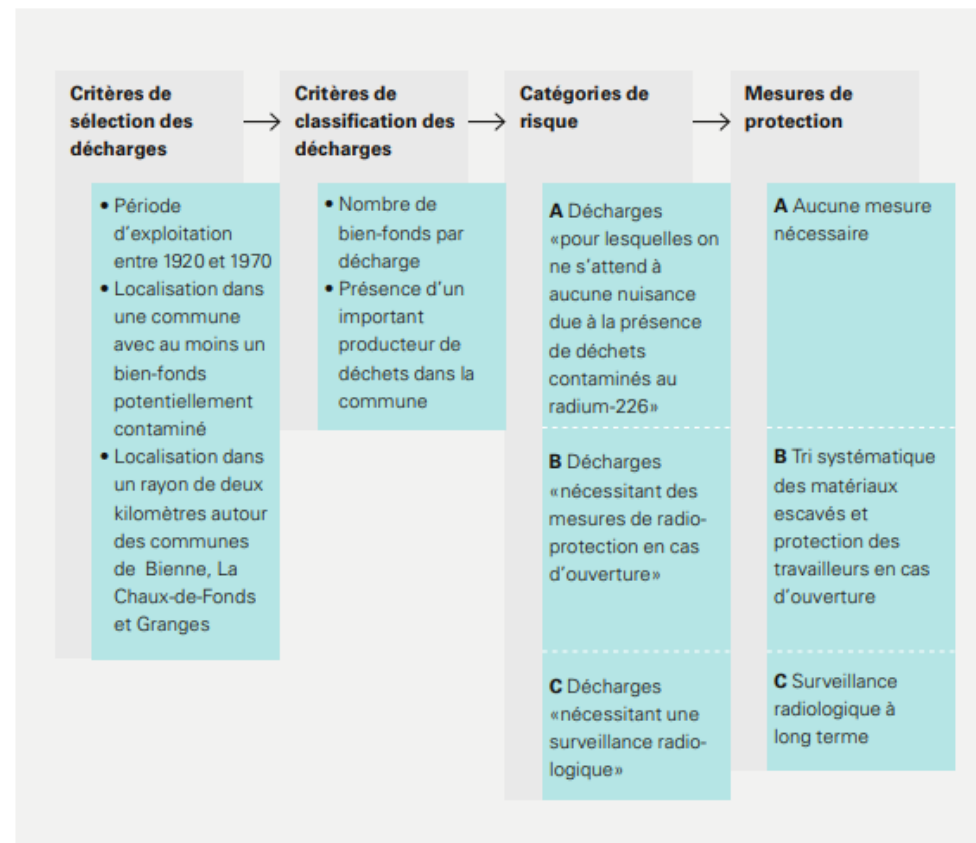 Critères de
sélection des
décharges
Critères de
classification des
décharges
Catégories de
risque
Mesures de
protection
• Période
d’exploitation
entre 1920 et 1970
• Localisation dans
une commune
avec au moins un
bien-fonds
potentiellement
contaminé
• Localisation dans
un rayon de deux
kilomètres autour
des communes
de Bienne, La
Chaux-de-Fonds
et Granges
• Nombre de
bien-fonds par
décharge
• Présence d’un
important
producteur de
déchets dans la
commune
A Décharges
«pour lesquelles on
ne s’attend à
aucune nuisance
due à la présence
de déchets
contaminés au
radium-226»
B Décharges
«nécessitant des
mesures de radio-
protection en cas
d’ouverture»
C Décharges
«nécessitant une
surveillance radio-
logique»
A Aucune mesure
nécessaire
B Tri systématique
des matériaux
escavés et
protection des
travailleurs en cas
d’ouverture
C Surveillance
radiologique à
long terme